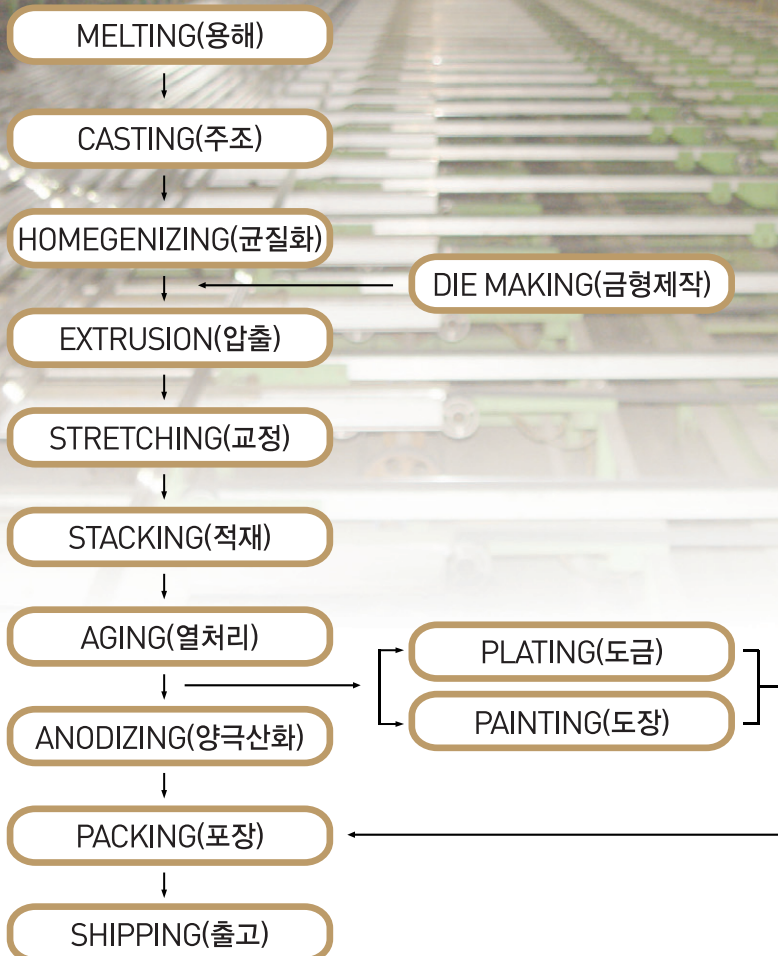 MELTING(용해)
CASTING(주조)
HOMEGENIZING(균질화)
DIE MAKING(금형제작)
EXTRUSION(압출)
STRETCHING(교정)
STACKING(적재)
AGING(열처리)
PLATING(도금)
PAINTING(도장)
ANODIZING(양극산화)
PACKING(포장)
SHIPPING(출고)